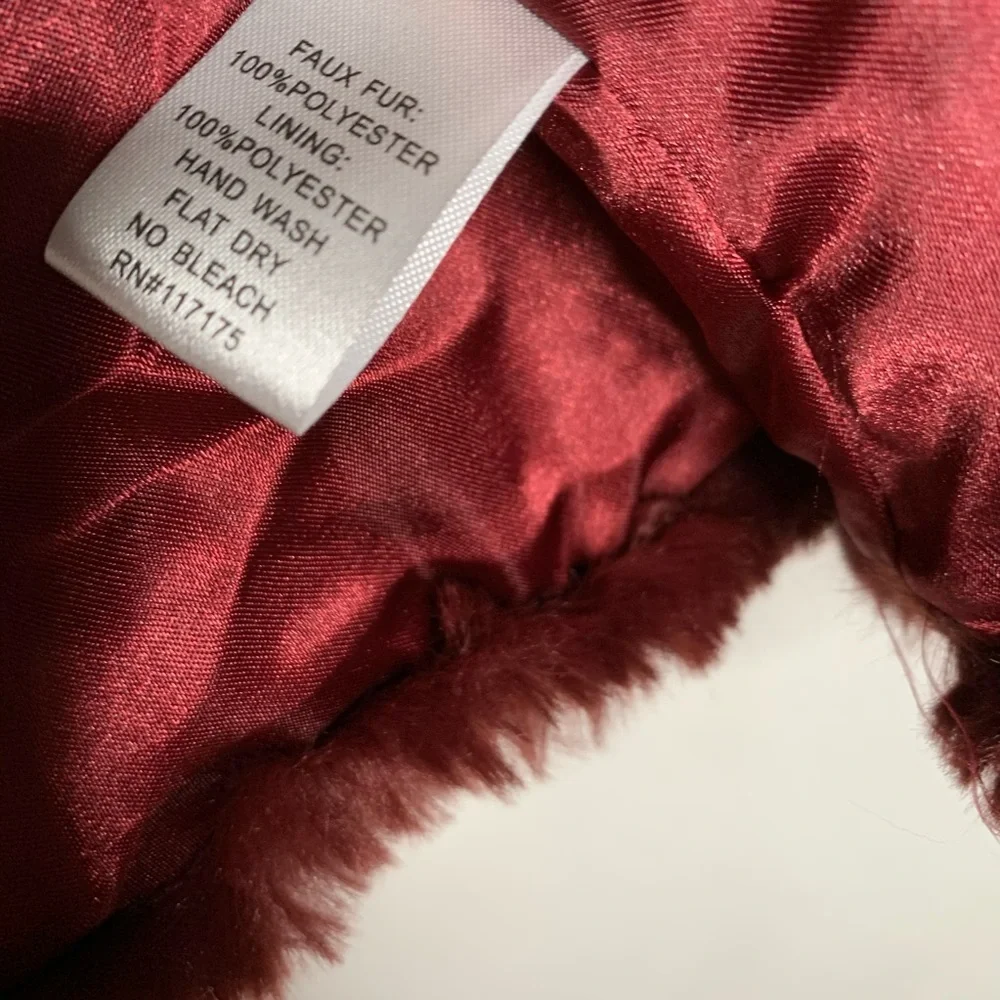 FAUX FUR:
100%POLYESTER
LINING:
100%POLYESTER
HAND WASH
FLAT DRY
NO BLEACH
RN#117175